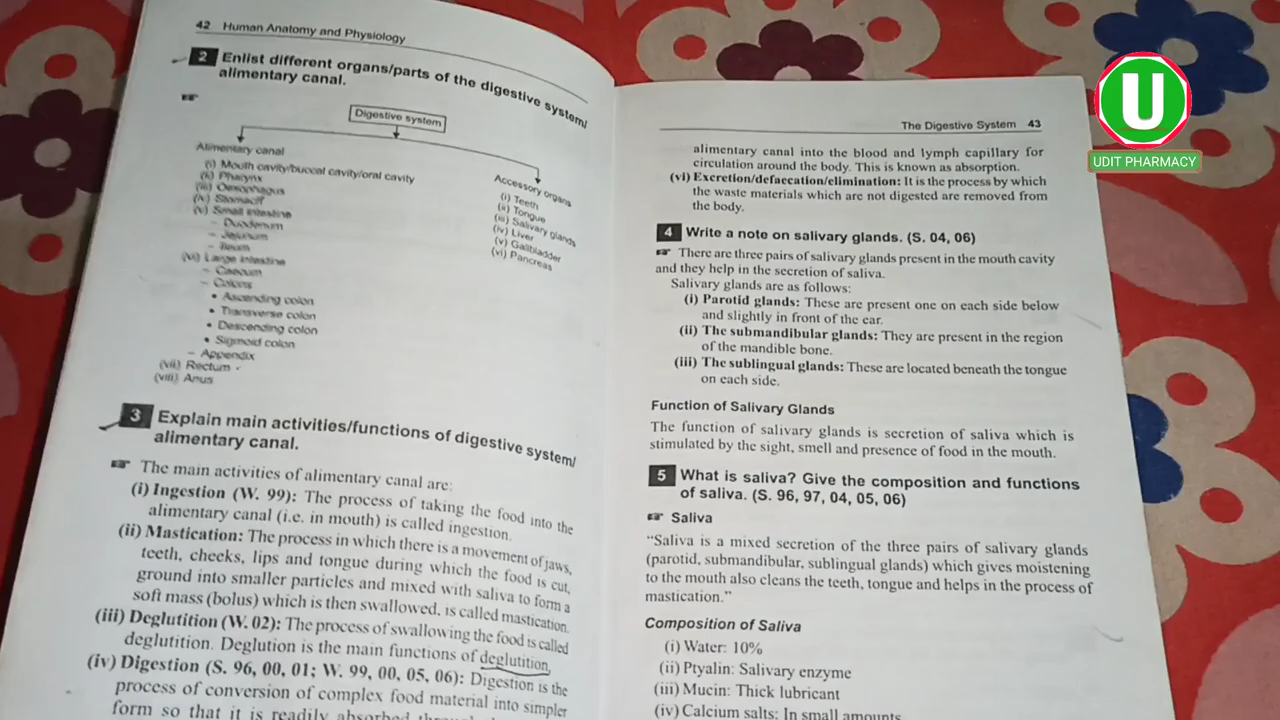 42 Human Anatomy and Physiology
2 Enlist different organs/parts of the digestive system/
alimentary canal.
Digestive system
Alimentary canal
(i) Mouth cavity/buccal cavity/oral cavity
(ii) Pharynx
(iii) Oesophagus
(iv) Stomach
(v) Small intestine
– Duodenum
– Jejunum
– Ileum
(vi) Large intestine
– Caecum
– Colons
• Ascending colon
• Transverse colon
• Descending colon
• Sigmoid colon
– Appendix
(vii) Rectum
(viii) Anus
Accessory organs
(i) Teeth
(ii) Tongue
(iii) Salivary glands
(iv) Liver
(v) Gallbladder
(vi) Pancreas
3 Explain main activities/functions of digestive system/
alimentary canal.
The main activities of alimentary canal are:
(i) Ingestion (W. 99): The process of taking the food into the
alimentary canal (i.e. in mouth) is called ingestion.
(ii) Mastication: The process in which there is a movement of jaws,
teeth, cheeks, lips and tongue during which the food is cut,
ground into smaller particles and mixed with saliva to form a
soft mass (bolus) which is then swallowed, is called mastication.
(iii) Deglutition (W. 02): The process of swallowing the food is called
deglutition. Deglution is the main functions of deglutition,
(iv) Digestion (S. 96, 00, 01; W. 99, 00, 05, 06): Digestion is the
process of conversion of complex food material into simpler
form so that it is readily absorbed through
The Digestive System 43
alimentary canal into the blood and lymph capillary for
circulation around the body. This is known as absorption.
(vi) Excretion/defaecation/elimination: It is the process by which
the waste materials which are not digested are removed from
the body.
4 Write a note on salivary glands. (S. 04, 06)
There are three pairs of salivary glands present in the mouth cavity
and they help in the secretion of saliva.
Salivary glands are as follows:
(i) Parotid glands: These are present one on each side below
and slightly in front of the ear.
(ii) The submandibular glands: They are present in the region
of the mandible bone.
(iii) The sublingual glands: These are located beneath the tongue
on each side.
Function of Salivary Glands
The function of salivary glands is secretion of saliva which is
stimulated by the sight, smell and presence of food in the mouth.
5 What is saliva? Give the composition and functions
of saliva. (S. 96, 97, 04, 05, 06)
Saliva
“Saliva is a mixed secretion of the three pairs of salivary glands
(parotid, submandibular, sublingual glands) which gives moistening
to the mouth also cleans the teeth, tongue and helps in the process of
mastication.”
Composition of Saliva
(i) Water: 10%
(ii) Ptyalin: Salivary enzyme
(iii) Mucin: Thick lubricant
(iv) Calcium salts: In small amounts
U
UDIT PHARMACY